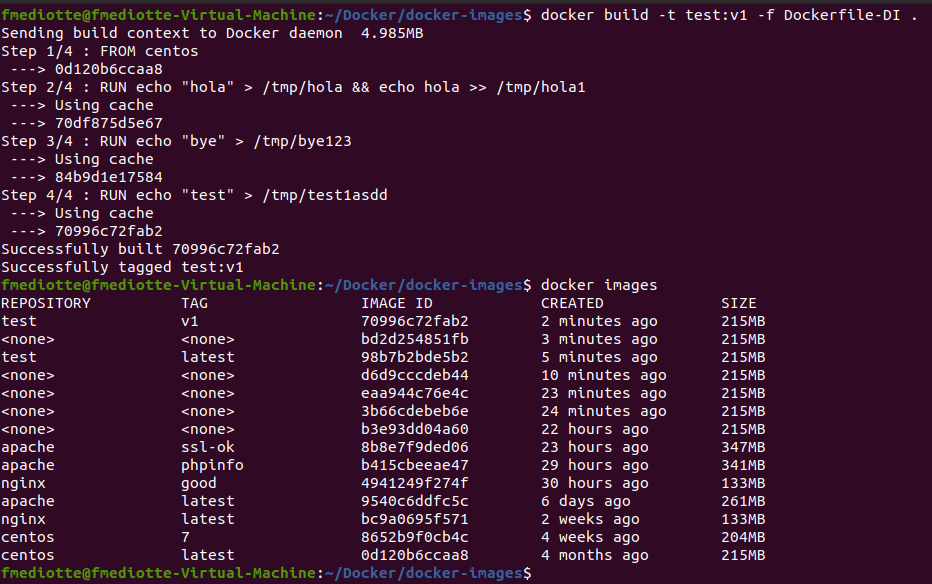 fmediotte@fmediotte-Virtual-Machine:~/Docker/docker-images$ docker build -t test:v1 -f Dockerfile-DI .
Sending build context to Docker daemon  4.985MB
Step 1/4 : FROM centos
 ---> 0d120b6ccaa8
Step 2/4 : RUN echo "hola" > /tmp/hola && echo hola >> /tmp/hola1
 ---> Using cache
 ---> 70df875d5e67
Step 3/4 : RUN echo "bye" > /tmp/bye123
 ---> Using cache
 ---> 84b9d1e17584
Step 4/4 : RUN echo "test" > /tmp/test1asdd
 ---> Using cache
 ---> 70996c72fab2
Successfully built 70996c72fab2
Successfully tagged test:v1
fmediotte@fmediotte-Virtual-Machine:~/Docker/docker-images$ docker images
REPOSITORY          TAG                 IMAGE ID            CREATED             SIZE
test                v1                  70996c72fab2        2 minutes ago       215MB
<none>              <none>              bd2d254851fb        3 minutes ago       215MB
test                latest              98b7b2bde5b2        5 minutes ago       215MB
<none>              <none>              d6d9cccdeb44        10 minutes ago      215MB
<none>              <none>              eaa944c76e4c        23 minutes ago      215MB
<none>              <none>              3b66cdebeb6e        24 minutes ago      215MB
<none>              <none>              b3e93dd04a60        22 hours ago        215MB
apache              ssl-ok              8b8e7f9ded06        23 hours ago        347MB
apache              phpinfo             b415cbeeae47        29 hours ago        341MB
nginx               good                4941249f274f        30 hours ago        133MB
apache              latest              9540c6ddfc5c        6 days ago          261MB
nginx               latest              bc9a0695f571        2 weeks ago         133MB
centos              7                   8652b9f0cb4c        4 weeks ago         204MB
centos              latest              0d120b6ccaa8        4 months ago        215MB
fmediotte@fmediotte-Virtual-Machine:~/Docker/docker-images$